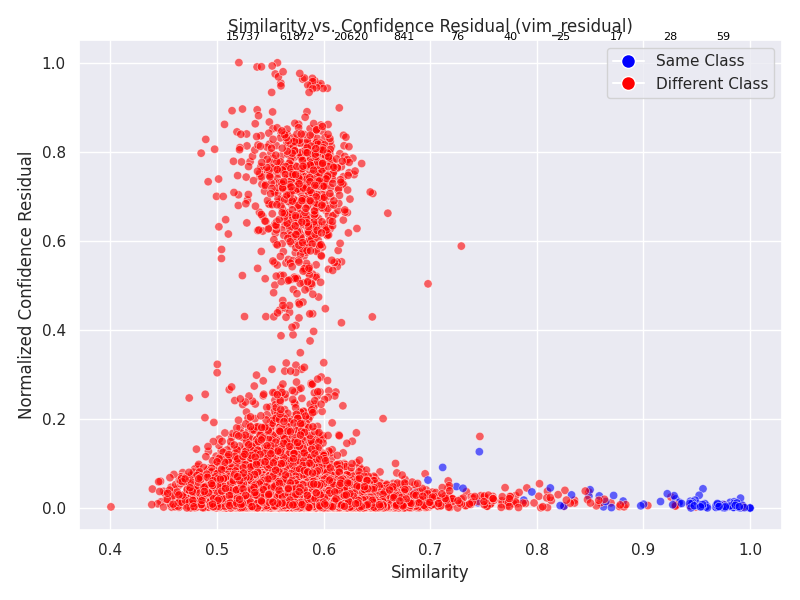 Similarity vs. Confidence Residual (vim_residual)
15737 61872 20620 841 76 40 25 17 28 59
Same Class
Different Class
1.0
0.8
0.6
0.4
0.2
0.0
Normalized Confidence Residual
0.4 0.5 0.6 0.7 0.8 0.9 1.0
Similarity